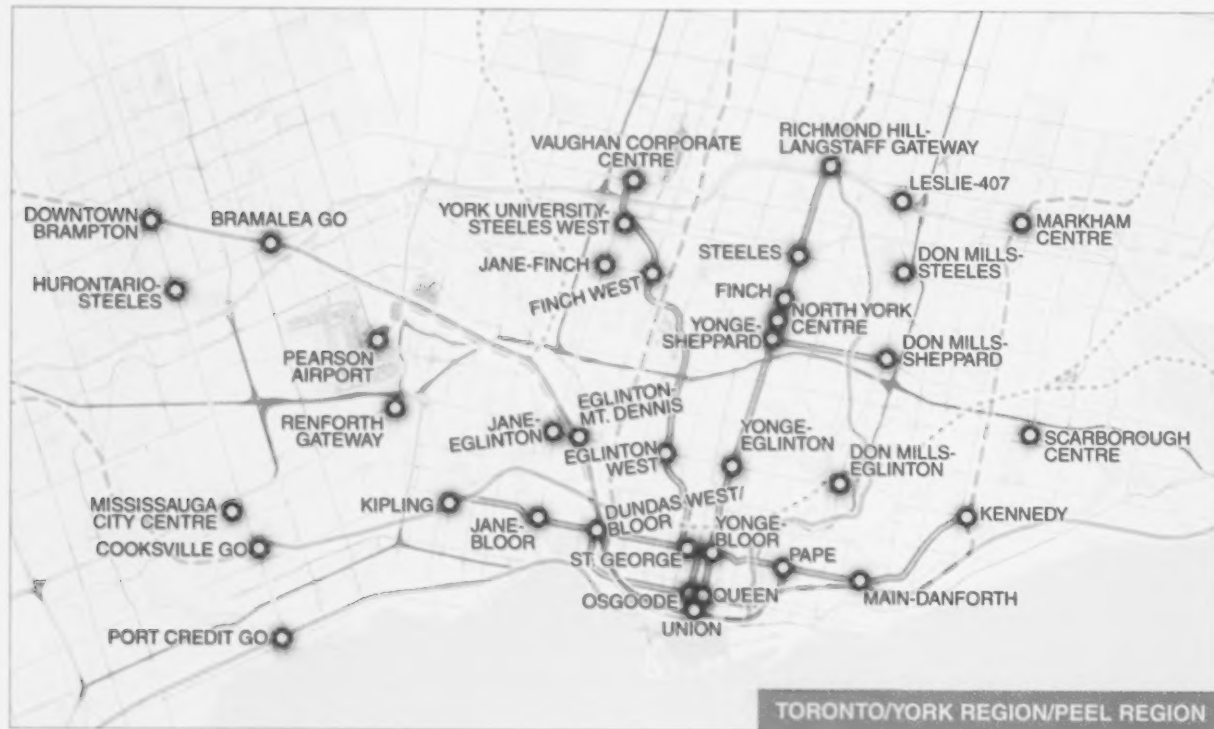 RICHMOND HILL-
LANGSTAFF GATEWAY
VAUGHAN CORPORATE
CENTRE
LESLIE-407
DOWNTOWN
BRAMPTON
BRAMALEA GO
YORK UNIVERSITY-
STEELES WEST
MARKHAM
CENTRE
STEELES
JANE-FINCH
DON MILLS-
STEELES
HURONTARIO-
STEELES
FINCH WEST
FINCH
NORTH YORK
CENTRE
YONGE-
SHEPPARD
PEARSON
AIRPORT
DON MILLS-
SHEPPARD
EGLINTON-
MT. DENNIS
RENFORTH
GATEWAY
JANE-
EGLINTON
YONGE-
EGLINTON
EGLINTON
WEST
DON MILLS-
EGLINTON
SCARBOROUGH
CENTRE
MISSISSAUGA
CITY CENTRE
KIPLING
DUNDAS WEST/
BLOOR
KENNEDY
JANE-
BLOOR
YONGE-
BLOOR
COOKSVILLE GO
ST. GEORGE
PAPE
OSGOODE
QUEEN
MAIN-DANFORTH
UNION
PORT CREDIT GO
TORONTO/YORK REGION/PEEL REGION